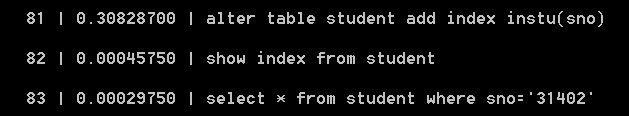 81 | 0.30828700 | alter table student add index instu(sno)
82 | 0.00045750 | show index from student
83 | 0.00029750 | select * from student where sno='31402'